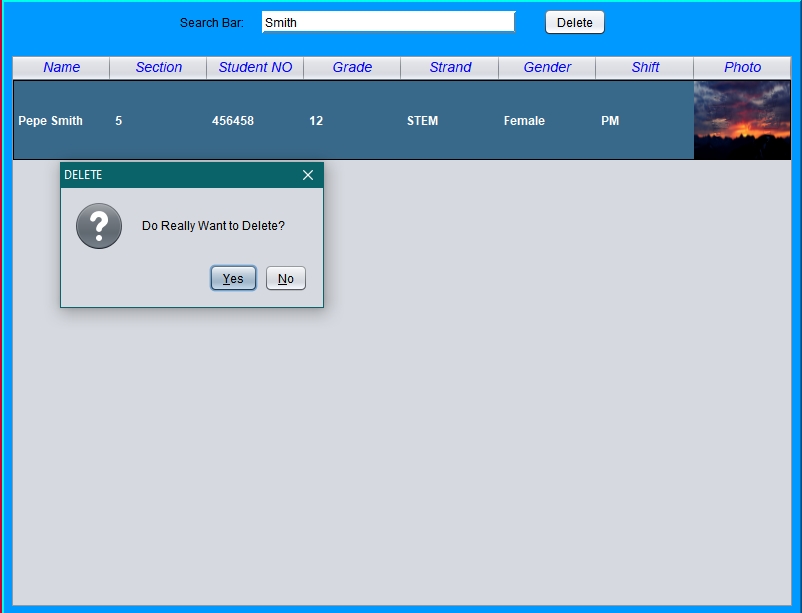 Search Bar: Smith Delete
Name Section Student NO Grade Strand Gender Shift Photo
Pepe Smith 5 456458 12 STEM Female PM
DELETE
Do Really Want to Delete?
Yes No